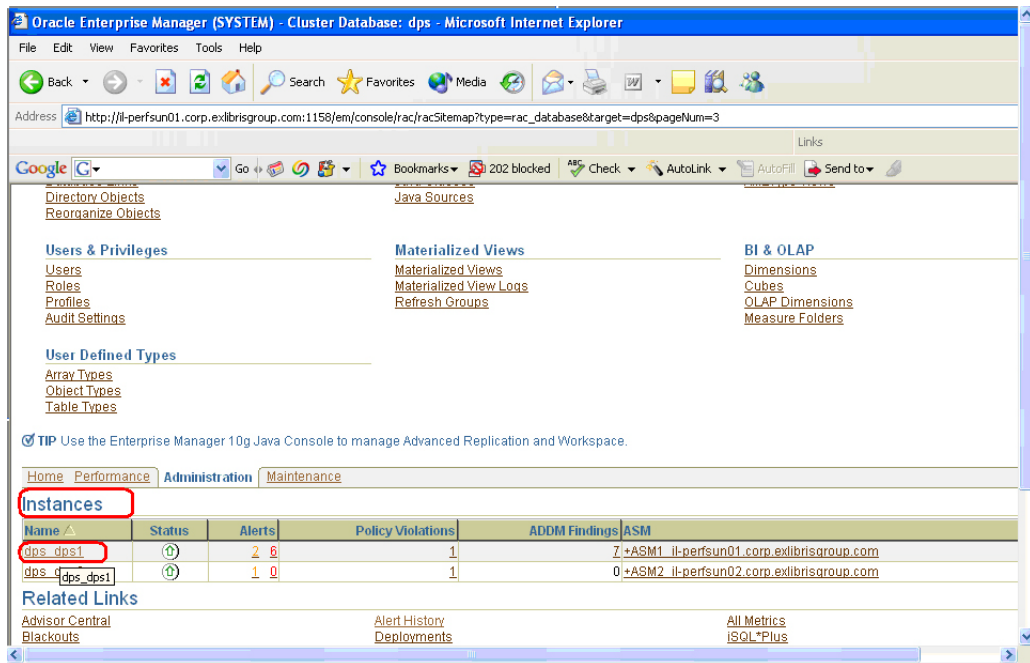 Oracle Enterprise Manager (SYSTEM) - Cluster Database: dps - Microsoft Internet Explorer
File Edit View Favorites Tools Help
Back Search Favorites Media
Address http://il-perfsun01.corp.exlibrisgroup.com:1158/em/console/rac/racSitemap?type=rac_database&target=dps&pageNum=3
Links
Google G Go Bookmarks 202 blocked ABC Check AutoLink AutoFill Send to
Directory Objects Java Sources
Reorganize Objects
Users & Privileges Materialized Views BI & OLAP
Users Materialized Views Dimensions
Roles Materialized View Logs Cubes
Profiles Refresh Groups OLAP Dimensions
Audit Settings Measure Folders
User Defined Types
Array Types
Object Types
Table Types
TIP Use the Enterprise Manager 10g Java Console to manage Advanced Replication and Workspace.
Home Performance Administration Maintenance
Instances
Name Status Alerts Policy Violations ADDM Findings ASM
dps_dps1 2 6 1 7 +ASM1_il-perfsun01.corp.exlibrisgroup.com
dps 1 0 1 0 +ASM2_il-perfsun02.corp.exlibrisgroup.com
dps_dps1
Related Links
Advisor Central Alert History All Metrics
Blackouts Deployments iSQL*Plus